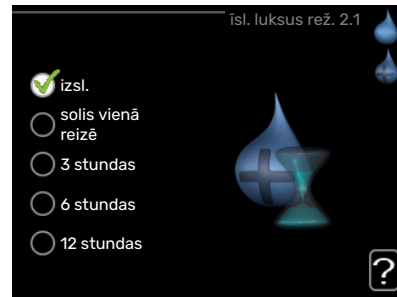 īsl. luksus rež. 2.1
izsl.
solis vienā
reizē
3 stundas
6 stundas
12 stundas
?